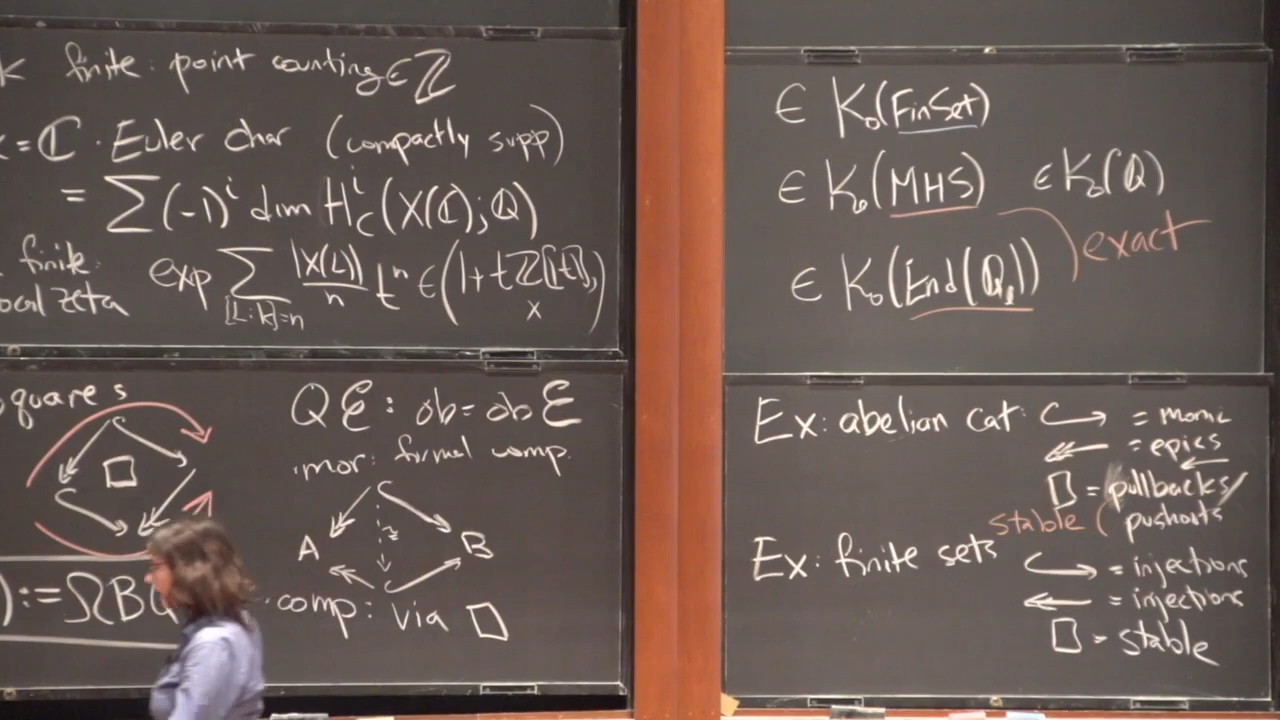 K finite: point counting ∈ ℤ
k = ℂ · Euler char (compactly supp)
= Σ(-1)^i dim H_c^i (X(ℂ);ℚ)
finite:
local zeta exp Σ_{[L:k]=n} |X(L)|/n t^n ∈ (1+tℤ[[t]], ×)
∈ K₀(FinSet)
∈ K₀(MHS) ∈ K₀(ℚ)
∈ K₀(End(ℚ_l)) ) exact
squares
□
) := ΩBQ
Qℰ: ob = obℰ
mor: formal comp.
A ≀ B
comp: via □
Ex: abelian cat: ↪ = monic
↞ = epics
□ = pullbacks/
stable ( pushouts
Ex: finite sets ↪ = injections
↞ = injections
□ = stable